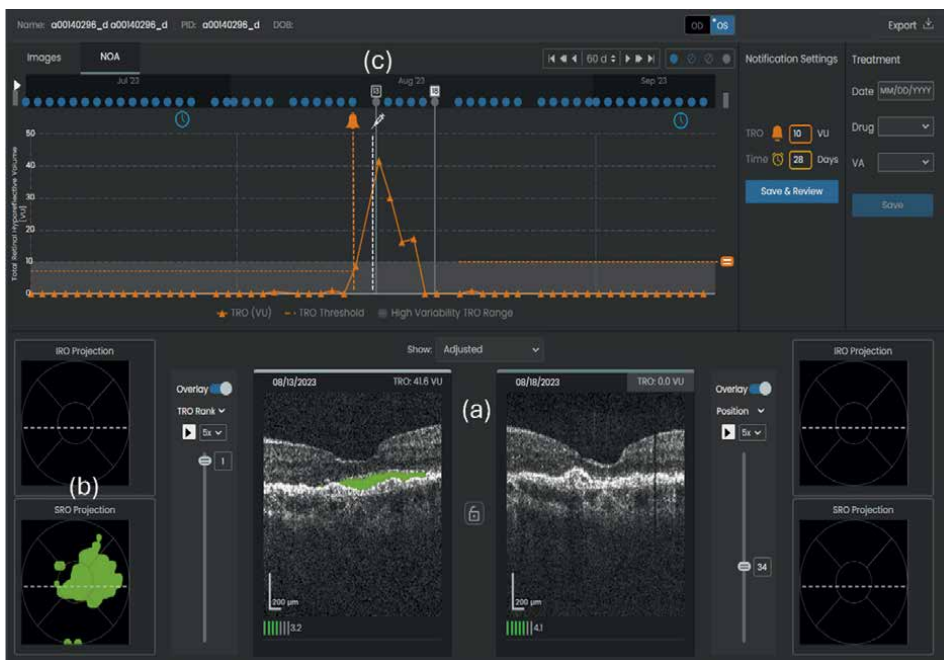 Name: a00140296_d a00140296_d PID: a00140296_d DOB: OD OS Export
Images NOA (c) 60 d Notification Settings Treatment
Jul '23 Aug '23 Sep '23
Date MM/DD/YYYY
13 18
TRO 10 VU Drug
Time 28 Days VA
Save & Review Save
Total Retinal Hyporeflective Volume [VU]
50
40
30
20
10
0
TRO (VU) TRO Threshold High Variability TRO Range
Show: Adjusted
IRO Projection
Overlay
TRO Rank
5x
1
08/13/2023 TRO: 41.6 VU
(a)
08/18/2023 TRO: 0.0 VU
Overlay
Position
5x
34
IRO Projection
(b)
SRO Projection
200 µm
3.2
200 µm
4.1
SRO Projection